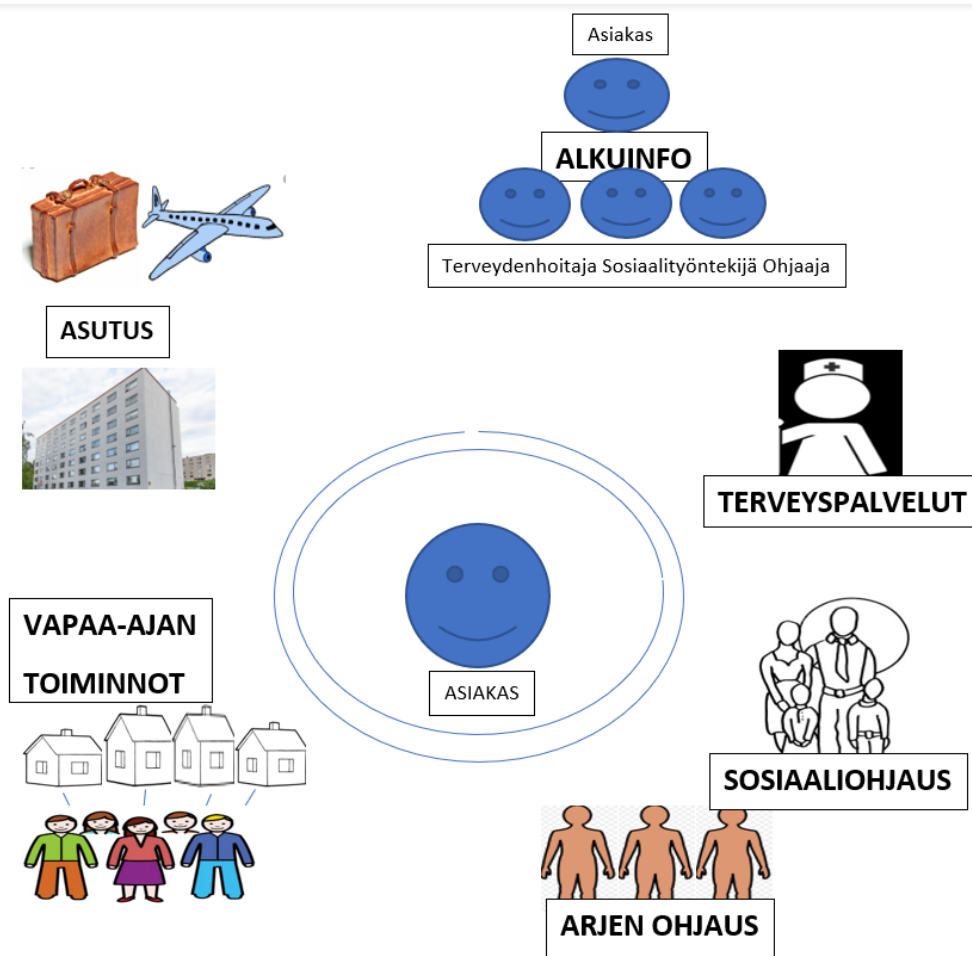 Asiakas
ALKUINFO
Terveydenhoitaja Sosiaalityöntekijä Ohjaaja
ASUTUS
TERVEYSPALVELUT
VAPAA-AJAN
TOIMINNOT
ASIAKAS
SOSIAALIOHJAUS
ARJEN OHJAUS